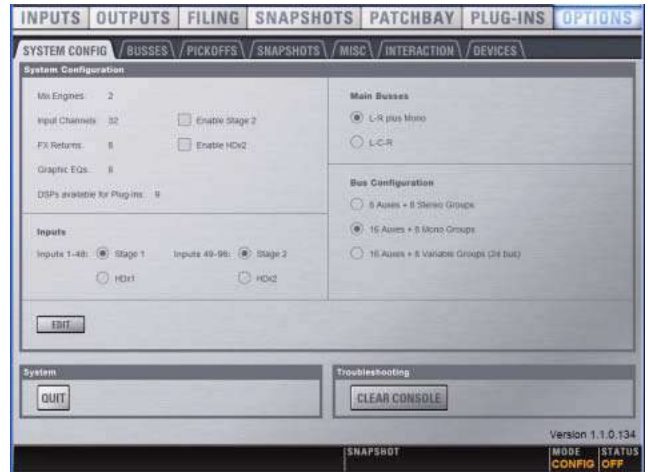 INPUTS OUTPUTS FILING SNAPSHOTS PATCHBAY PLUG-INS OPTIONS
SYSTEM CONFIG BUSSES PICKOFFS SNAPSHOTS MISC INTERACTION DEVICES
System Configuration
Mix Engines: 2
Input Channels: 32 Enable Stage 2
FX Returns: 8 Enable HDx2
Graphic EQs: 8
DSPs available for Plug-ins: 9
Inputs
Inputs 1-48: Stage 1 Inputs 49-96: Stage 2
HDx1 HDx2
EDIT
Main Busses
L-R plus Mono
L-C-R
Bus Configuration
8 Auxes + 8 Stereo Groups
16 Auxes + 8 Mono Groups
16 Auxes + 8 Variable Groups (24 bus)
System
QUIT
Troubleshooting
CLEAR CONSOLE
Version 1.1.0.134
SNAPSHOT MODE STATUS
CONFIG OFF